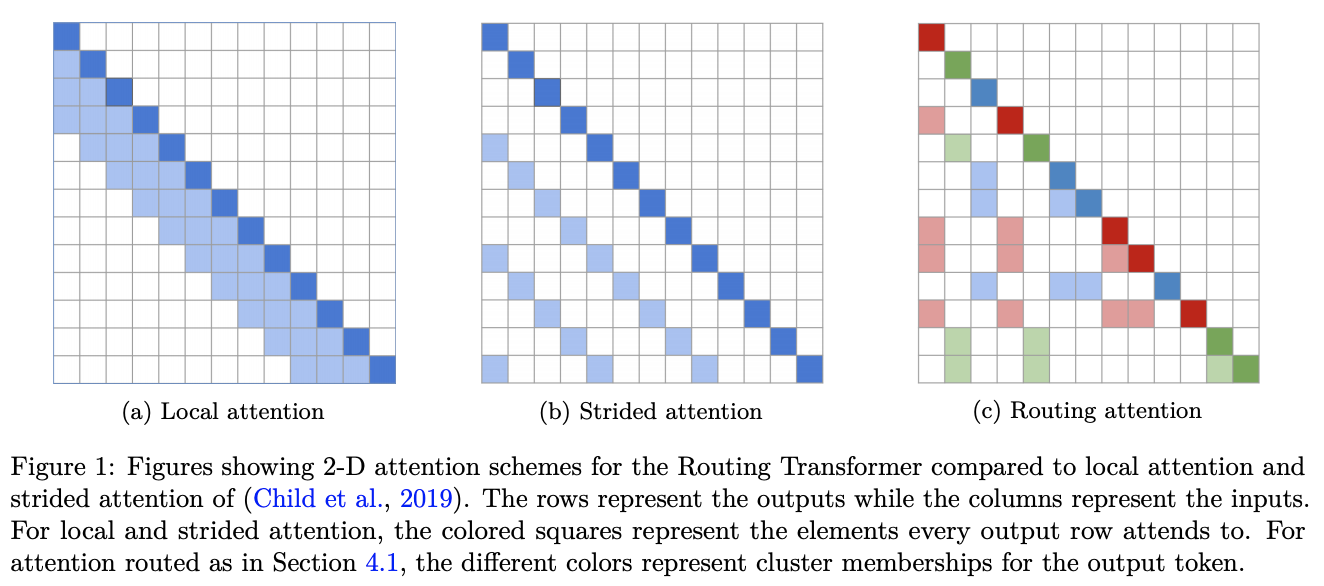 (a) Local attention
(b) Strided attention
(c) Routing attention
Figure 1: Figures showing 2-D attention schemes for the Routing Transformer compared to local attention and
strided attention of (Child et al., 2019). The rows represent the outputs while the columns represent the inputs.
For local and strided attention, the colored squares represent the elements every output row attends to. For
attention routed as in Section 4.1, the different colors represent cluster memberships for the output token.